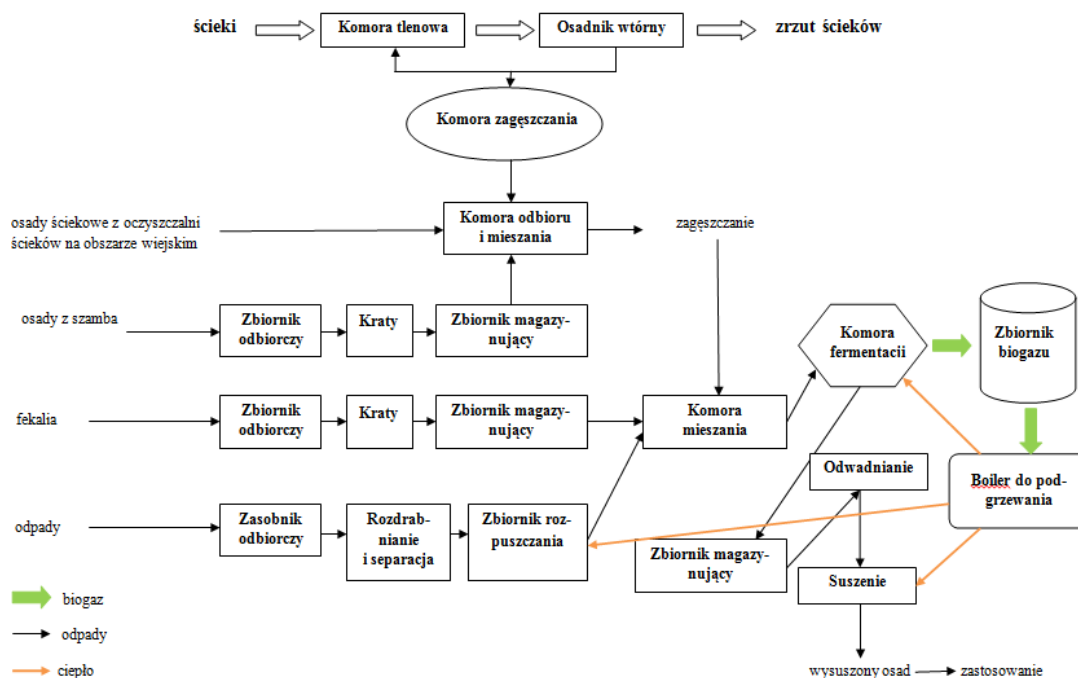 ścieki
Komora tlenowa
Osadnik wtórny
zrzut ścieków
Komora zagęszczania
osady ściekowe z oczyszczalni
ścieków na obszarze wiejskim
Komora odbioru
i mieszania
zagęszczanie
osady z szamba
Zbiornik
odbiorczy
Kraty
Zbiornik magazy-
nujący
Komora
fermentacji
Zbiornik
biogazu
fekalia
Zbiornik
odbiorczy
Kraty
Zbiornik magazy-
nujący
Komora
mieszania
Odwadnianie
Boiler do pod-
grzewania
odpady
Zasobnik
odbiorczy
Rozdrab-
nianie
i separacja
Zbiornik roz-
puszczania
Zbiornik magazy-
nujący
Suszenie
biogaz
odpady
ciepło
wysuszony osad
zastosowanie